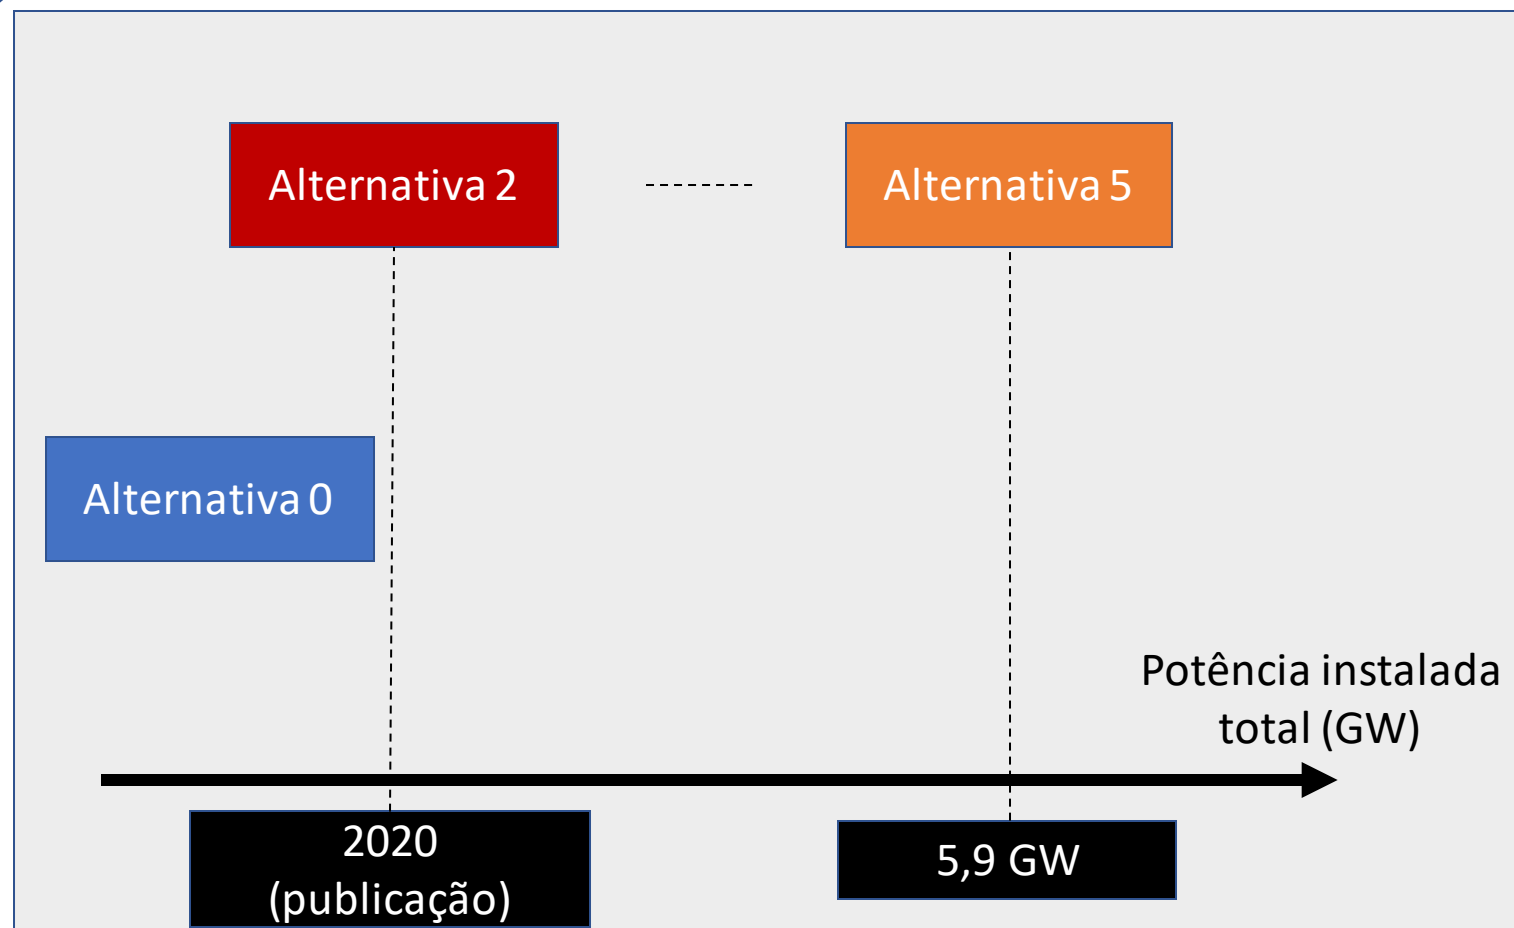 Alternativa 2
Alternativa 5
Alternativa 0
Potência instalada
total (GW)
2020
(publicação)
5,9 GW